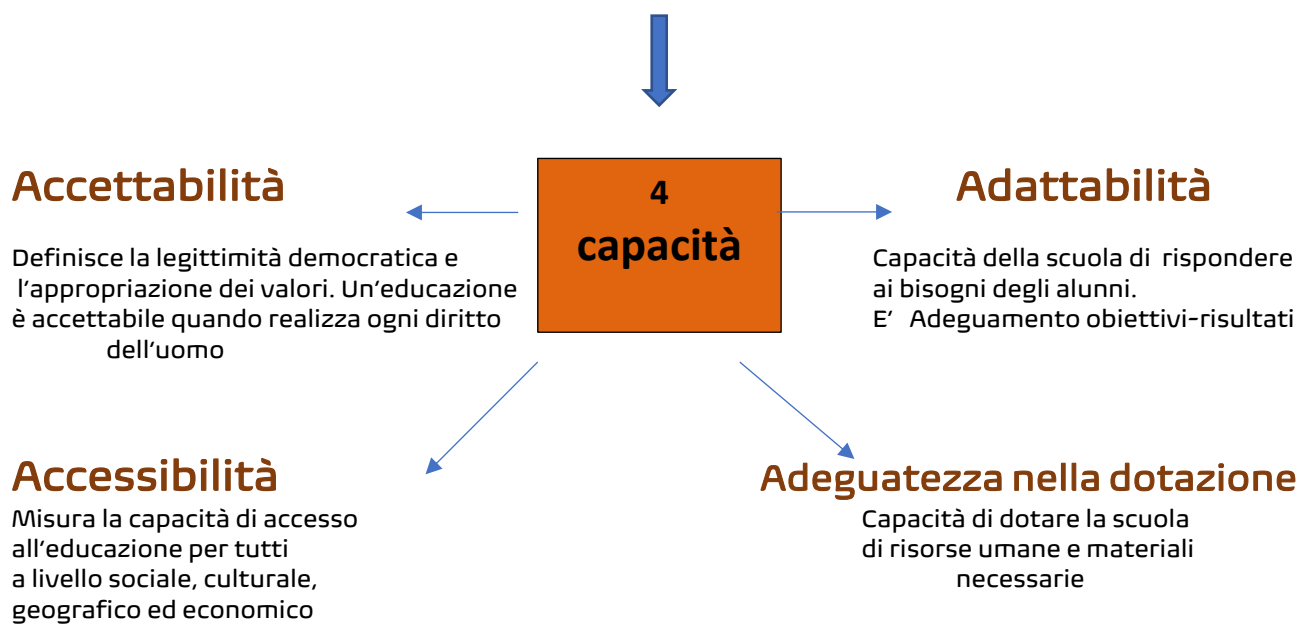 4
capacità
Accettabilità
Definisce la legittimità democratica e
l'appropriazione dei valori. Un'educazione
è accettabile quando realizza ogni diritto
dell'uomo
Adattabilità
Capacità della scuola di rispondere
ai bisogni degli alunni.
E' Adeguamento obiettivi-risultati
Accessibilità
Misura la capacità di accesso
all'educazione per tutti
a livello sociale, culturale,
geografico ed economico
Adeguatezza nella dotazione
Capacità di dotare la scuola
di risorse umane e materiali
necessarie